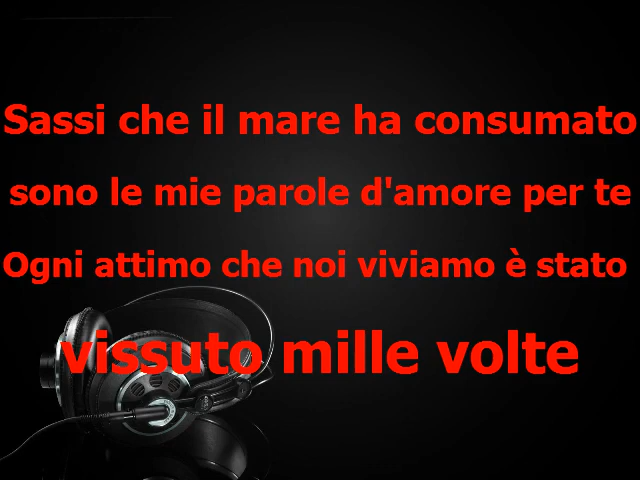 Sassi che il mare ha consumato
sono le mie parole d'amore per te
Ogni attimo che noi viviamo è stato
vissuto mille volte